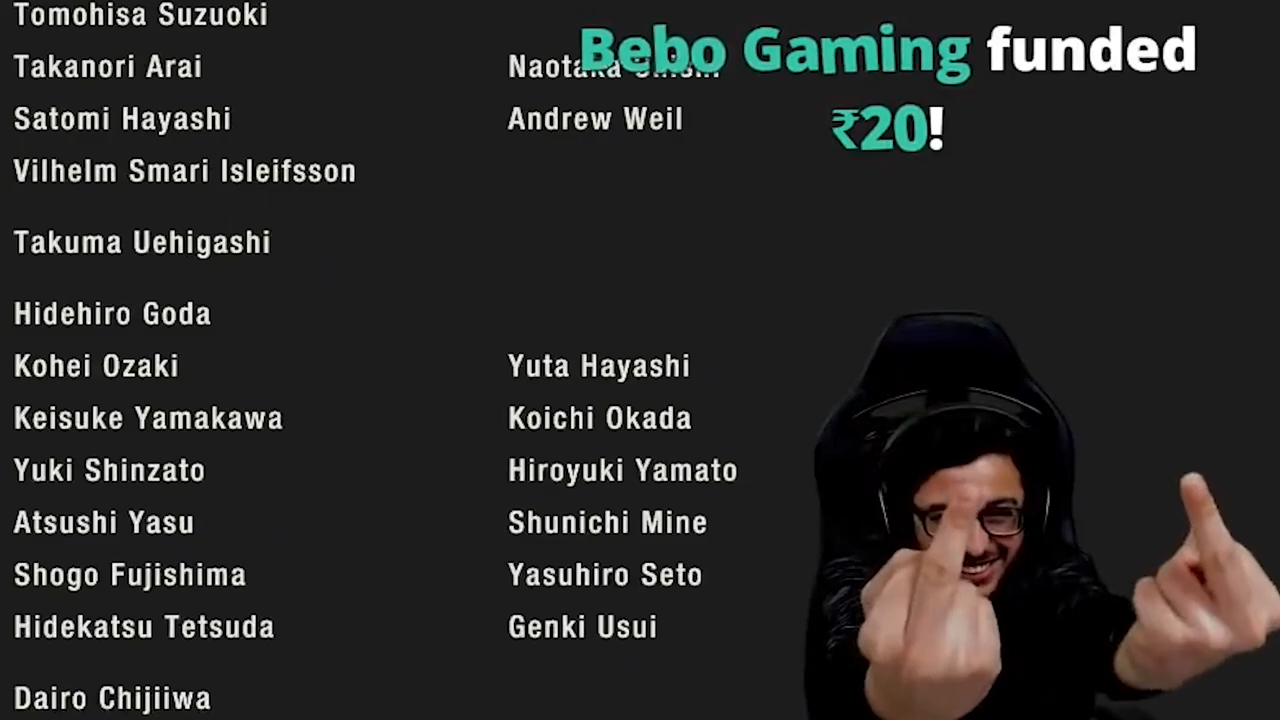 Tomohisa Suzuoki
Bebo Gaming funded
₹20!
Takanori Arai
Naotaka
Satomi Hayashi
Andrew Weil
Vilhelm Smari Isleifsson
Takuma Uehigashi
Hidehiro Goda
Kohei Ozaki
Yuta Hayashi
Keisuke Yamakawa
Koichi Okada
Yuki Shinzato
Hiroyuki Yamato
Atsushi Yasu
Shunichi Mine
Shogo Fujishima
Yasuhiro Seto
Hidekatsu Tetsuda
Genki Usui
Dairo Chijiiwa